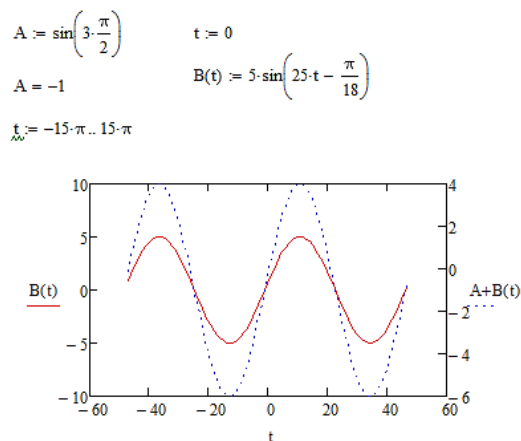 A := sin(3·π/2) t := 0
A = −1 B(t) := 5·sin(25·t − π/18)
t := −15·π .. 15·π
10 4
5 2
B(t) 0 0 A+B(t)
−5 −2
−4
−10 −6
−60 −40 −20 0 20 40 60
t